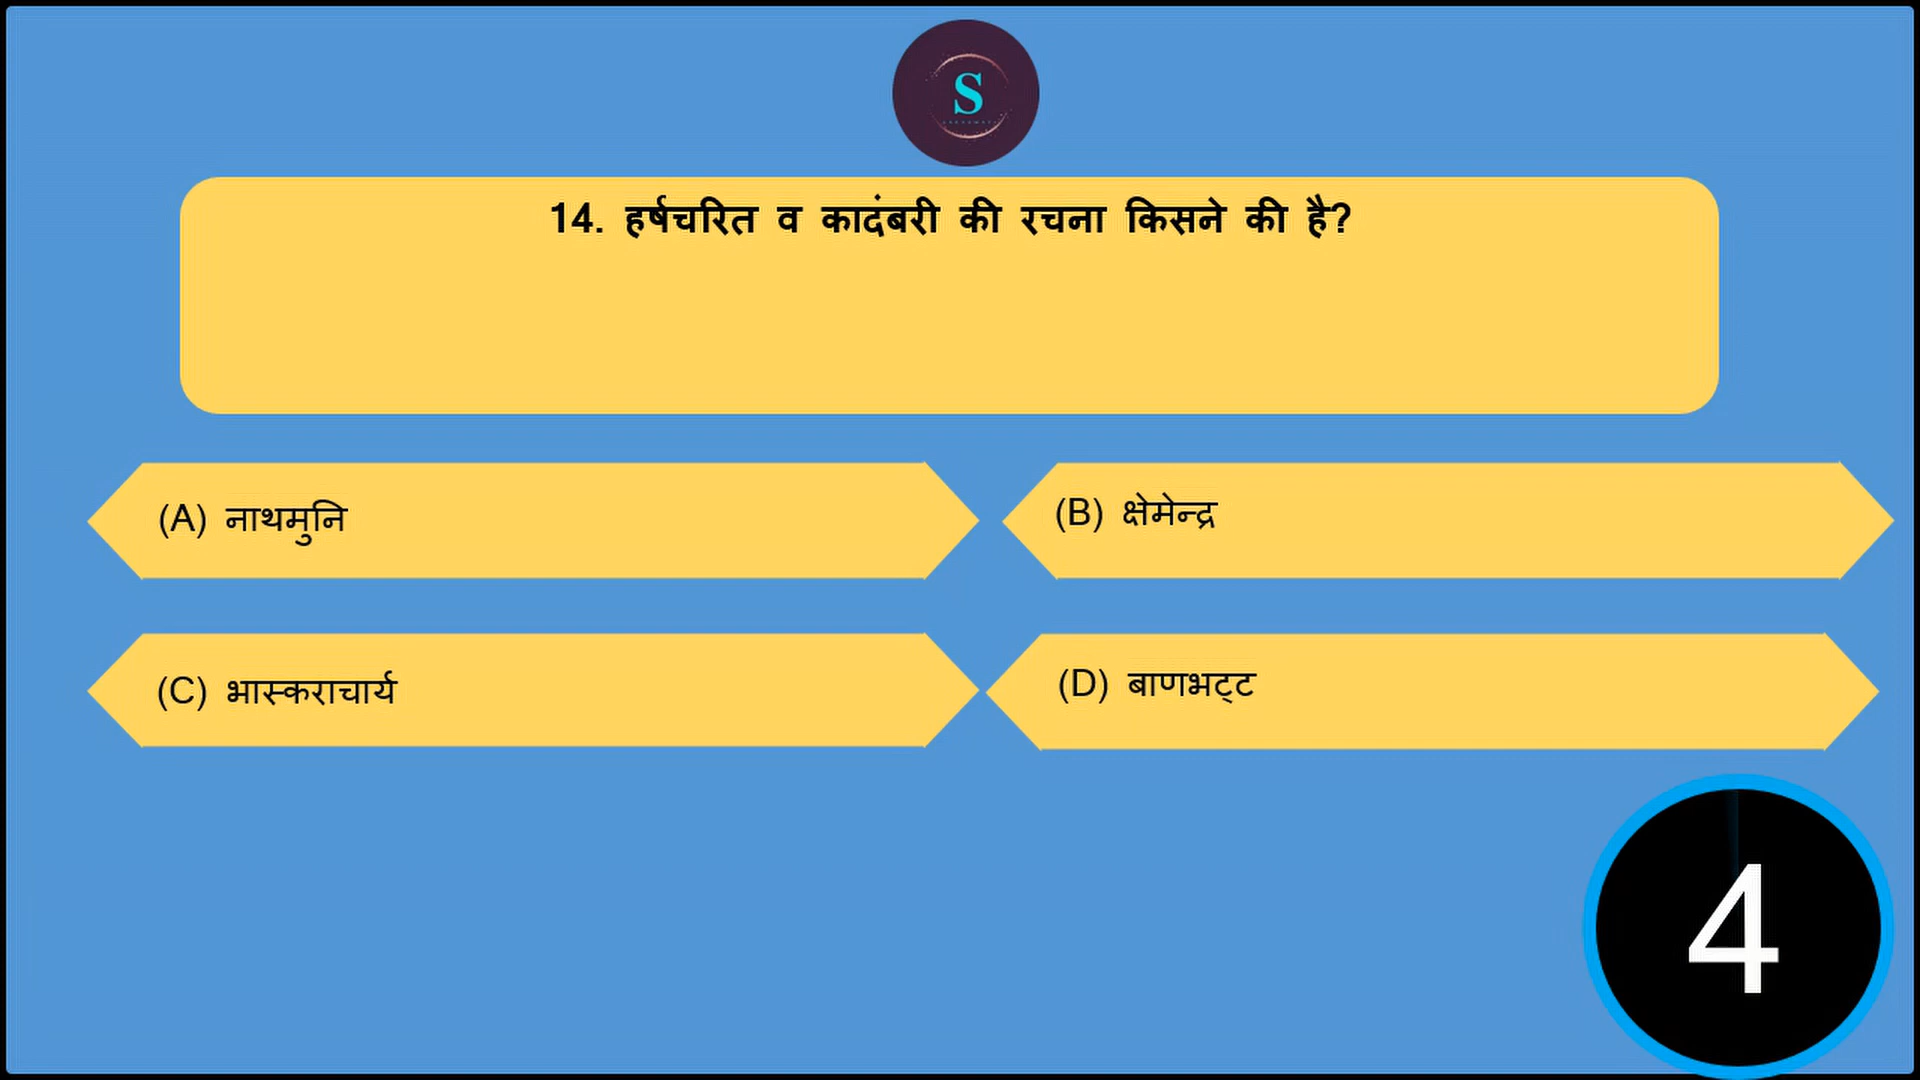 S
14. हर्षचरित व कादंबरी की रचना किसने की है?
(A) नाथमुनि
(B) क्षेमेन्द्र
(C) भास्कराचार्य
(D) बाणभट्ट
4